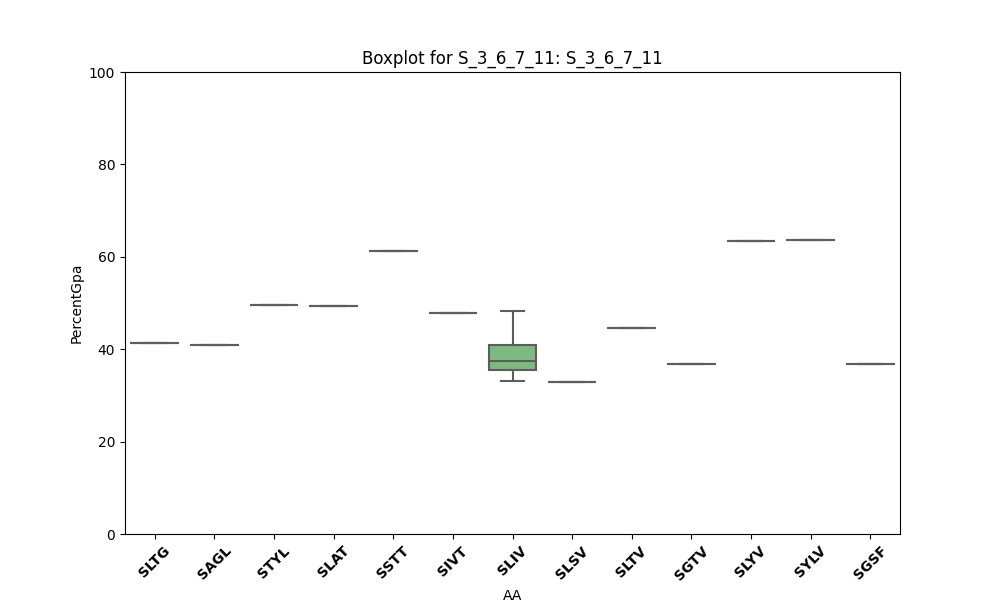 Boxplot for S_3_6_7_11: S_3_6_7_11
100
80
60
40
20
0
PercentGpa
SLTG
SAGL
STYL
SLAT
SSTT
SIVT
SLIV
SLSV
SLTV
SGTV
SLYV
SYLV
SGSF
AA